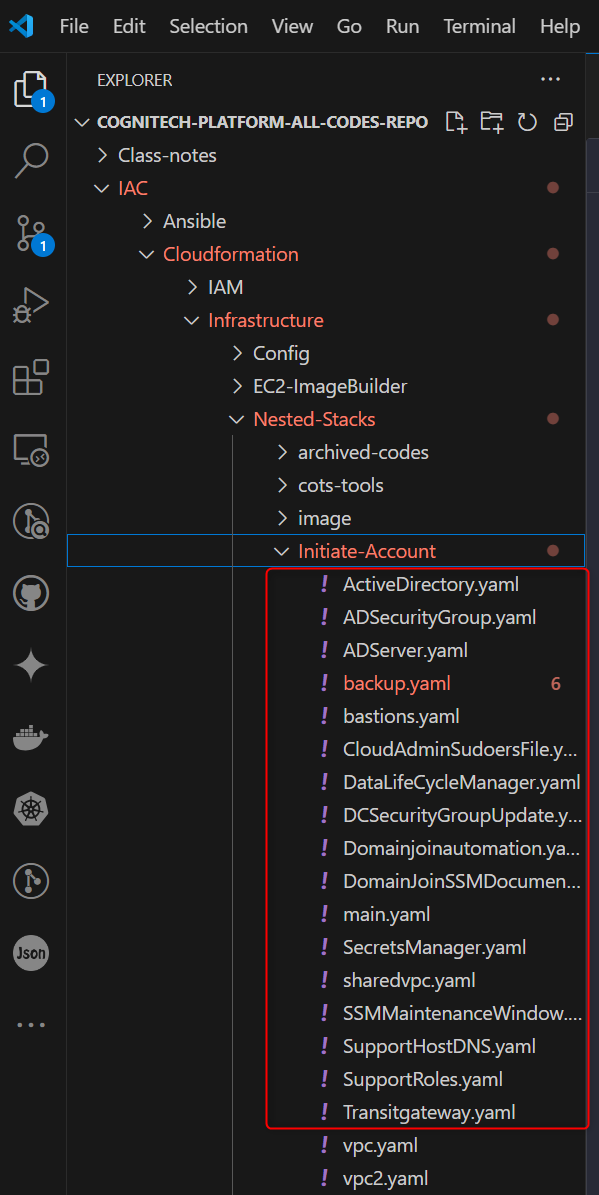 File Edit Selection View Go Run Terminal Help
EXPLORER ...
COGNITECH-PLATFORM-ALL-CODES-REPO
1
Class-notes
IAC
Ansible
1
Cloudformation
IAM
Infrastructure
Config
EC2-ImageBuilder
Nested-Stacks
archived-codes
cots-tools
image
Initiate-Account
! ActiveDirectory.yaml
! ADSecurityGroup.yaml
! ADServer.yaml
! backup.yaml 6
! bastions.yaml
! CloudAdminSudoersFile.y...
! DataLifeCycleManager.yaml
! DCSecurityGroupUpdate.y...
! Domainjoinautomation.ya...
! DomainJoinSSMDocumen...
! main.yaml
! SecretsManager.yaml
Json
! sharedvpc.yaml
! SSMMaintenanceWindow....
! SupportHostDNS.yaml
! SupportRoles.yaml
! Transitgateway.yaml
! vpc.yaml
! vpc2.yaml